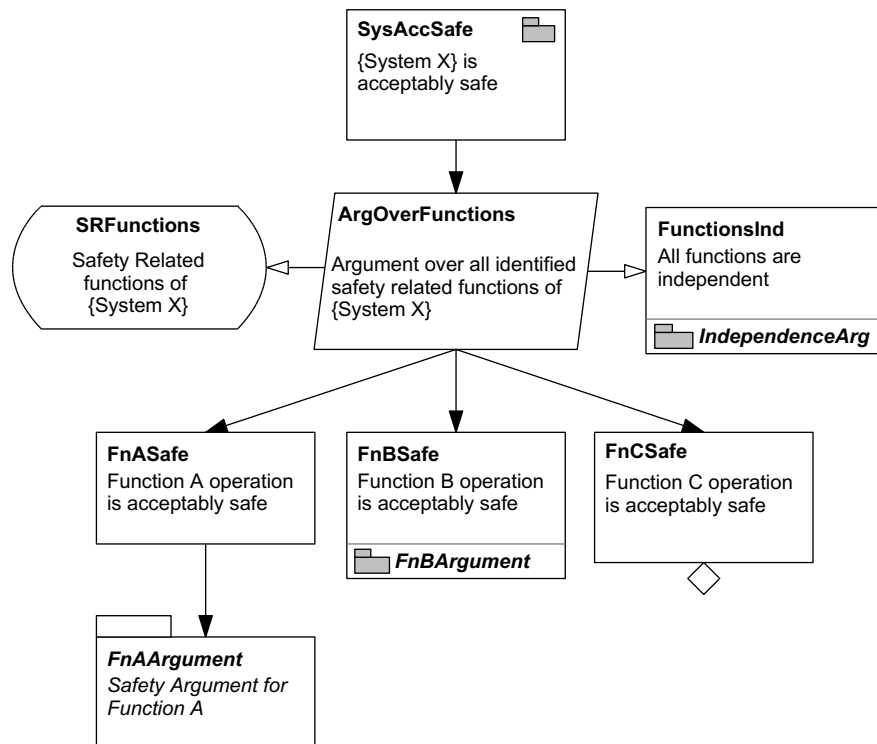 SysAccSafe
{System X} is
acceptably safe
SRFunctions
Safety Related
functions of
{System X}
ArgOverFunctions
Argument over all identified
safety related functions of
{System X}
FunctionsInd
All functions are
independent
IndependenceArg
FnASafe
Function A operation
is acceptably safe
FnBSafe
Function B operation
is acceptably safe
FnBArgument
FnCSafe
Function C operation
is acceptably safe
FnAArgument
Safety Argument for
Function A